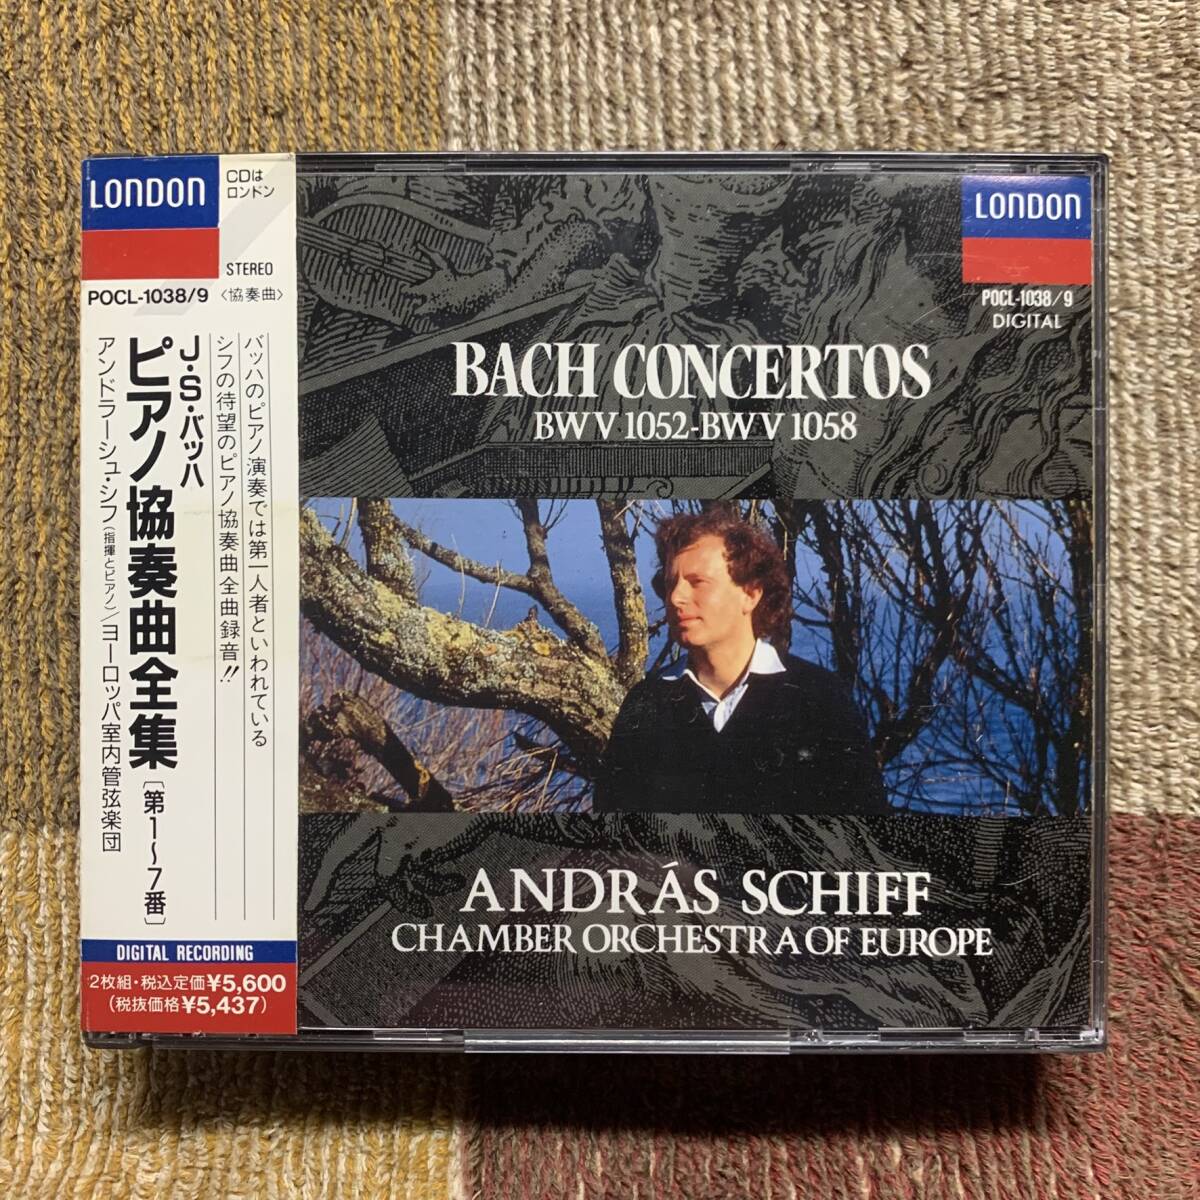 LONDON
CDは
ロンドン
STEREO
POCL-1038/9 〈協奏曲〉
バッハのピアノ演奏では第一人者といわれている
シフの待望のピアノ協奏曲全曲録音!!
J・S・バッハ
ピアノ協奏曲全集〔第1〜7番〕
アンドラーシュ・シフ(指揮とピアノ)/ヨーロッパ室内管弦楽団
DIGITAL RECORDING
2枚組・税込定価¥5,600
(税抜価格¥5,437)
LONDON
POCL-1038/9
DIGITAL
BACH CONCERTOS
BWV 1052-BWV 1058
ANDRÁS SCHIFF
CHAMBER ORCHESTRA OF EUROPE